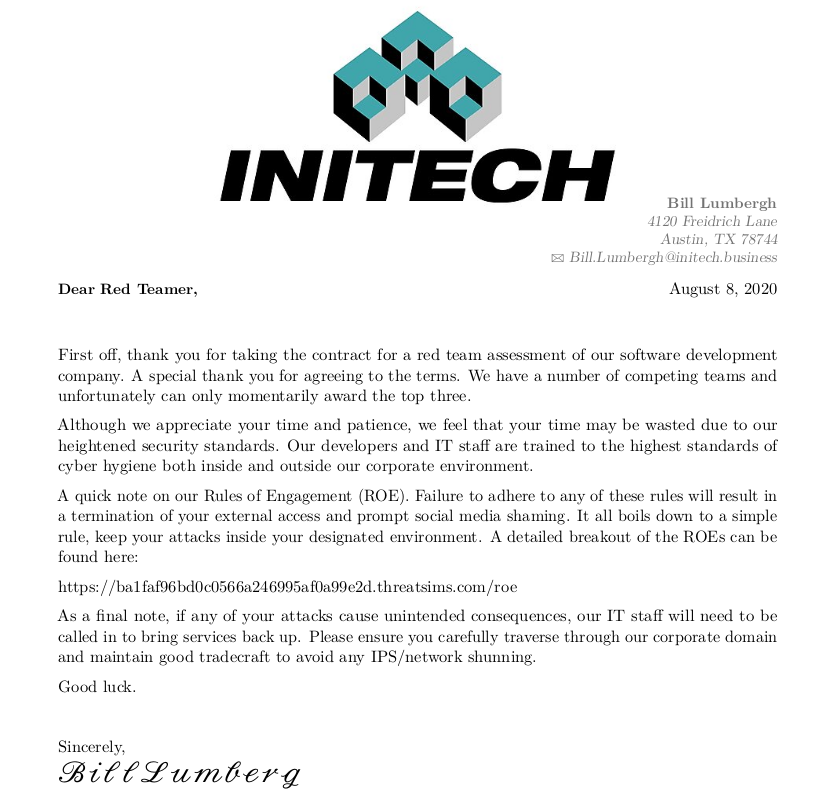 INITECH
Bill Lumbergh
4120 Freidrich Lane
Austin, TX 78744
✉ Bill.Lumbergh@initech.business
Dear Red Teamer,
August 8, 2020
First off, thank you for taking the contract for a red team assessment of our software development
company. A special thank you for agreeing to the terms. We have a number of competing teams and
unfortunately can only momentarily award the top three.
Although we appreciate your time and patience, we feel that your time may be wasted due to our
heightened security standards. Our developers and IT staff are trained to the highest standards of
cyber hygiene both inside and outside our corporate environment.
A quick note on our Rules of Engagement (ROE). Failure to adhere to any of these rules will result in
a termination of your external access and prompt social media shaming. It all boils down to a simple
rule, keep your attacks inside your designated environment. A detailed breakout of the ROEs can be
found here:
https://ba1faf96bd0c0566a246995af0a99e2d.threatsims.com/roe
As a final note, if any of your attacks cause unintended consequences, our IT staff will need to be
called in to bring services back up. Please ensure you carefully traverse through our corporate domain
and maintain good tradecraft to avoid any IPS/network shunning.
Good luck.
Sincerely,
Bill Lumberg